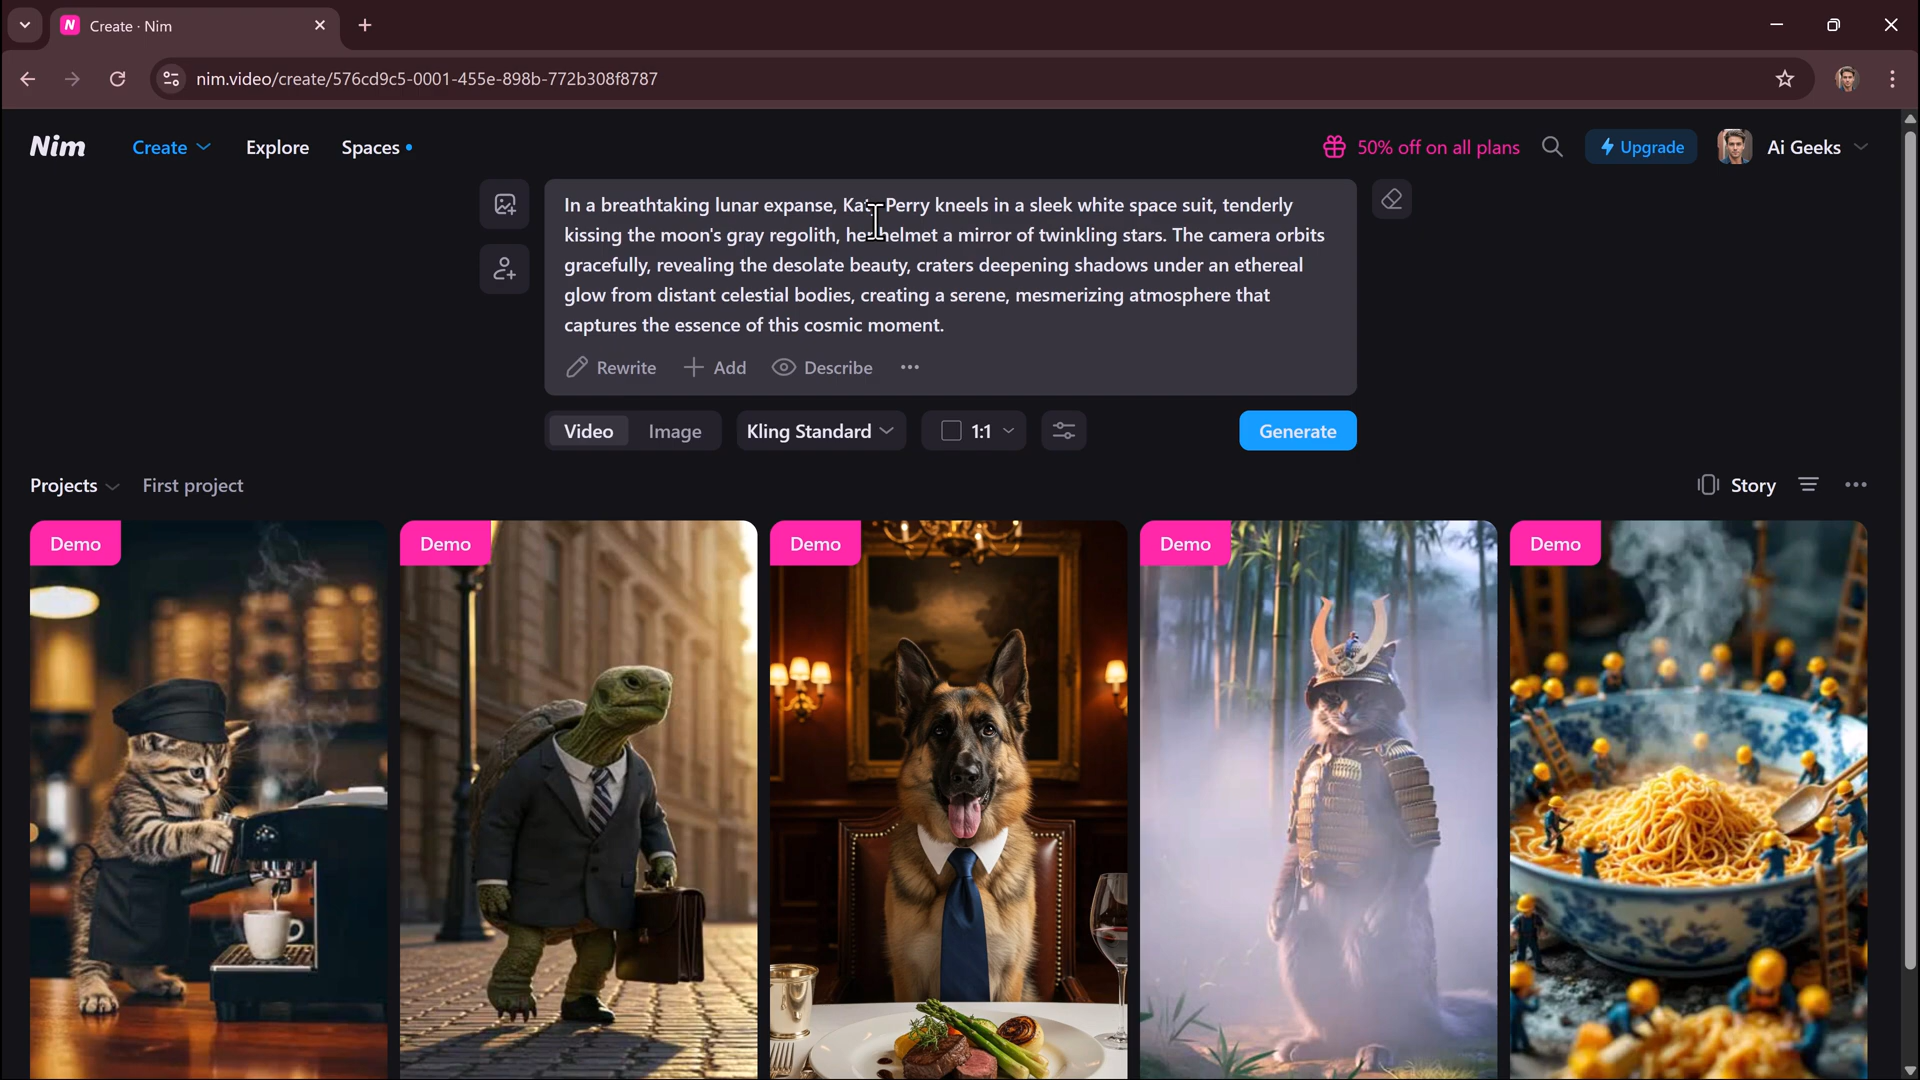 Create · Nim
nim.video/create/576cd9c5-0001-455e-898b-772b308f8787
Nim Create Explore Spaces 50% off on all plans Upgrade Ai Geeks
In a breathtaking lunar expanse, Perry kneels in a sleek white space suit, tenderly
kissing the moon's gray regolith, helmet a mirror of twinkling stars. The camera orbits
gracefully, revealing the desolate beauty, craters deepening shadows under an ethereal
glow from distant celestial bodies, creating a serene, mesmerizing atmosphere that
captures the essence of this cosmic moment.
Rewrite Add Describe
Video Image Kling Standard 1:1 Generate
Projects First project Story
Demo Demo Demo Demo Demo